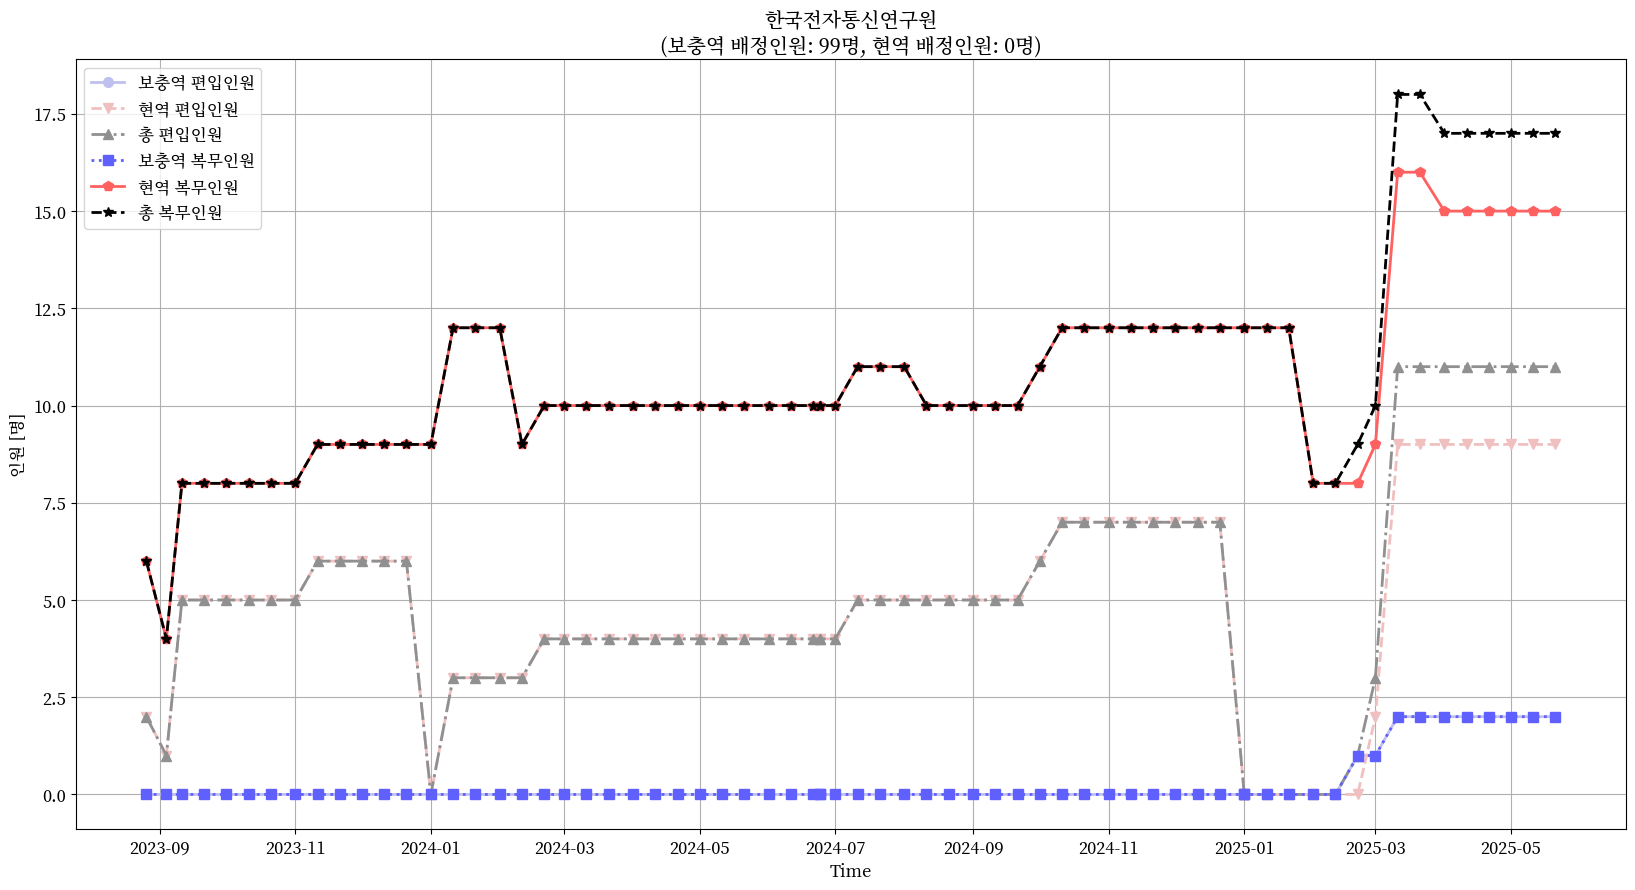 한국전자통신연구원
(보충역 배정인원: 99명, 현역 배정인원: 0명)
보충역 편입인원
현역 편입인원
총 편입인원
보충역 복무인원
현역 복무인원
총 복무인원
인원 [명]
17.5
15.0
12.5
10.0
7.5
5.0
2.5
0.0
2023-09 2023-11 2024-01 2024-03 2024-05 2024-07 2024-09 2024-11 2025-01 2025-03 2025-05
Time